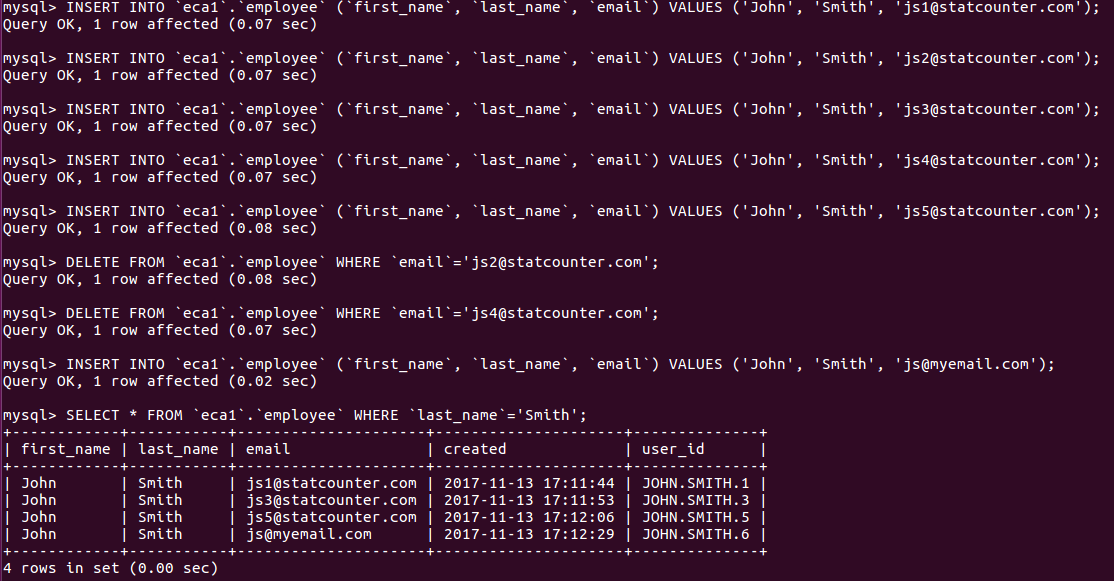 mysql> INSERT INTO `eca1`.`employee` (`first_name`, `last_name`, `email`) VALUES ('John', 'Smith', 'js1@statcounter.com');
Query OK, 1 row affected (0.07 sec)
mysql> INSERT INTO `eca1`.`employee` (`first_name`, `last_name`, `email`) VALUES ('John', 'Smith', 'js2@statcounter.com');
Query OK, 1 row affected (0.07 sec)
mysql> INSERT INTO `eca1`.`employee` (`first_name`, `last_name`, `email`) VALUES ('John', 'Smith', 'js3@statcounter.com');
Query OK, 1 row affected (0.07 sec)
mysql> INSERT INTO `eca1`.`employee` (`first_name`, `last_name`, `email`) VALUES ('John', 'Smith', 'js4@statcounter.com');
Query OK, 1 row affected (0.07 sec)
mysql> INSERT INTO `eca1`.`employee` (`first_name`, `last_name`, `email`) VALUES ('John', 'Smith', 'js5@statcounter.com');
Query OK, 1 row affected (0.08 sec)
mysql> DELETE FROM `eca1`.`employee` WHERE `email`='js2@statcounter.com';
Query OK, 1 row affected (0.08 sec)
mysql> DELETE FROM `eca1`.`employee` WHERE `email`='js4@statcounter.com';
Query OK, 1 row affected (0.07 sec)
mysql> INSERT INTO `eca1`.`employee` (`first_name`, `last_name`, `email`) VALUES ('John', 'Smith', 'js@myemail.com');
Query OK, 1 row affected (0.02 sec)
mysql> SELECT * FROM `eca1`.`employee` WHERE `last_name`='Smith';
+------------+-----------+---------------------+---------------------+--------------+
| first_name | last_name | email               | created             | user_id      |
+------------+-----------+---------------------+---------------------+--------------+
| John       | Smith     | js1@statcounter.com | 2017-11-13 17:11:44 | JOHN.SMITH.1 |
| John       | Smith     | js3@statcounter.com | 2017-11-13 17:11:53 | JOHN.SMITH.3 |
| John       | Smith     | js5@statcounter.com | 2017-11-13 17:12:06 | JOHN.SMITH.5 |
| John       | Smith     | js@myemail.com      | 2017-11-13 17:12:29 | JOHN.SMITH.6 |
+------------+-----------+---------------------+---------------------+--------------+
4 rows in set (0.00 sec)